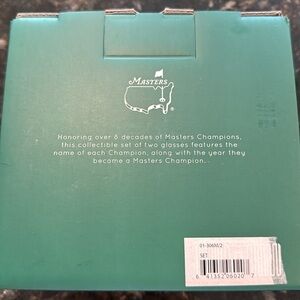 MASTERS
®
Honoring over 8 decades of Masters Champions,
this collectible set of two glasses features the
name of each Champion, along with the year they
became a Masters Champion.
SET